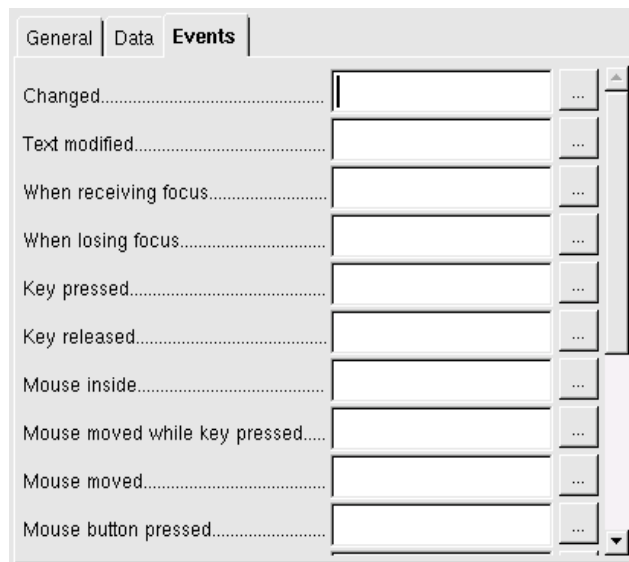 General Data Events
Changed............................................ ...
Text modified...................................... ...
When receiving focus....................... ...
When losing focus............................. ...
Key pressed....................................... ...
Key released...................................... ...
Mouse inside..................................... ...
Mouse moved while key pressed..... ...
Mouse moved.................................... ...
Mouse button pressed....................... ...